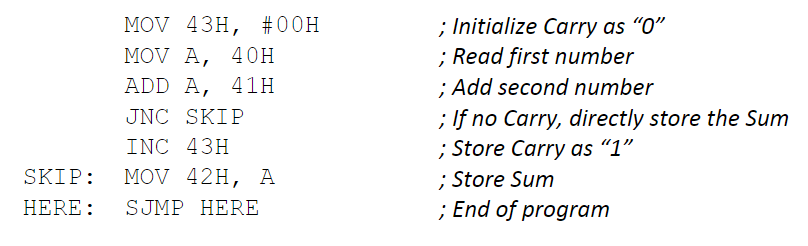 MOV 43H, #00H ; Initialize Carry as “0”
MOV A, 40H ; Read first number
ADD A, 41H ; Add second number
JNC SKIP ; If no Carry, directly store the Sum
INC 43H ; Store Carry as “1”
SKIP: MOV 42H, A ; Store Sum
HERE: SJMP HERE ; End of program